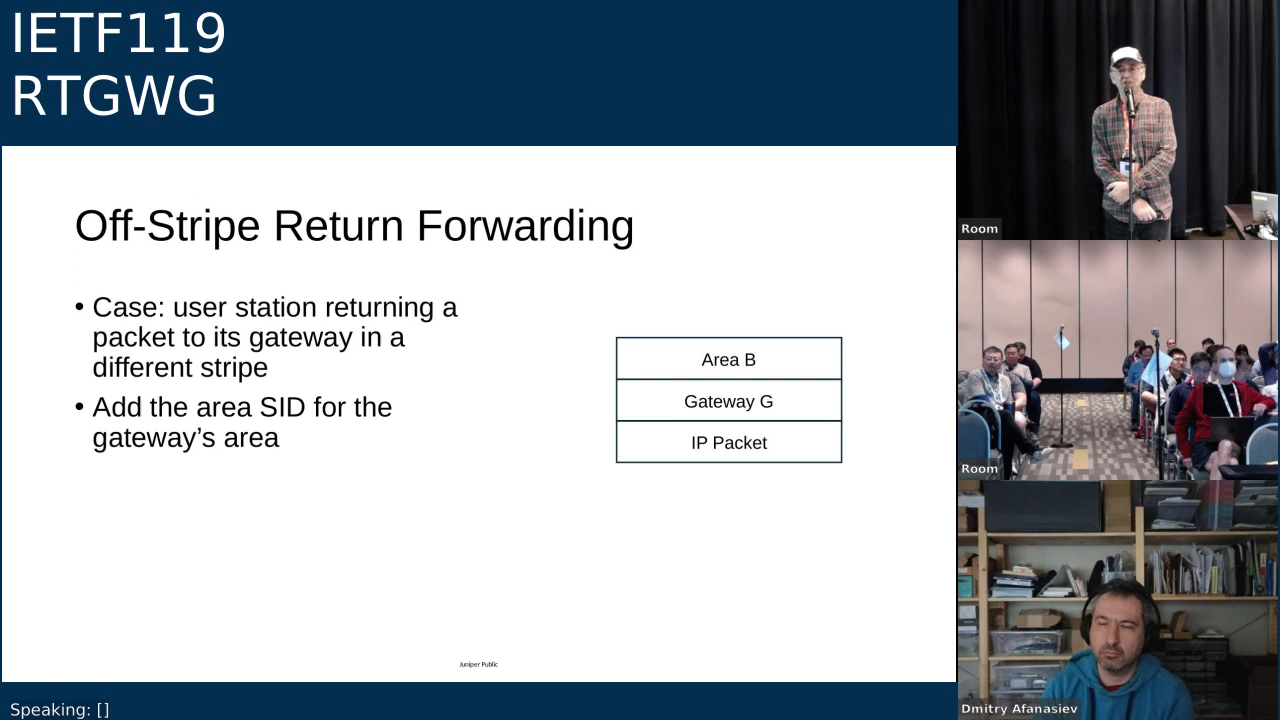 IETF119
RTGWG
Off-Stripe Return Forwarding
• Case: user station returning a
packet to its gateway in a
different stripe
• Add the area SID for the
gateway’s area
Area B
Gateway G
IP Packet
Juniper Public
Speaking: []
Room
Room
Dmitry Afanasiev